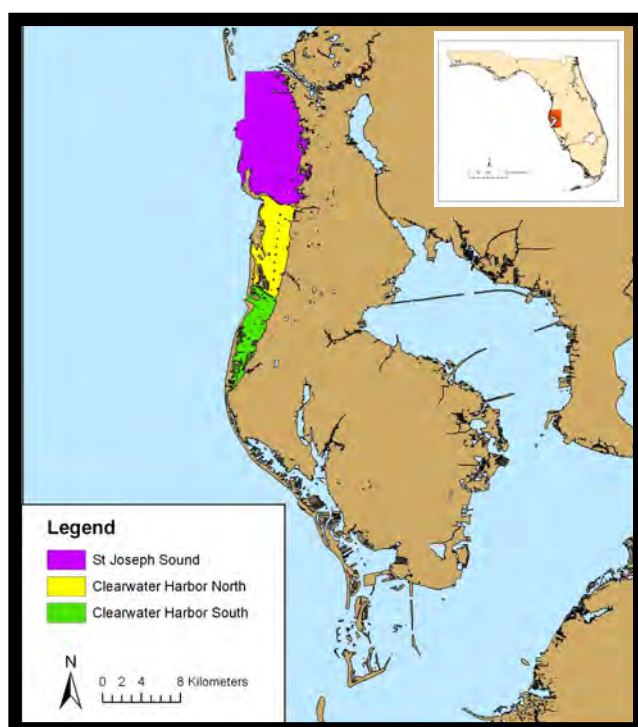 Legend
St Joseph Sound
Clearwater Harbor North
Clearwater Harbor South
N
0 2 4 8 Kilometers